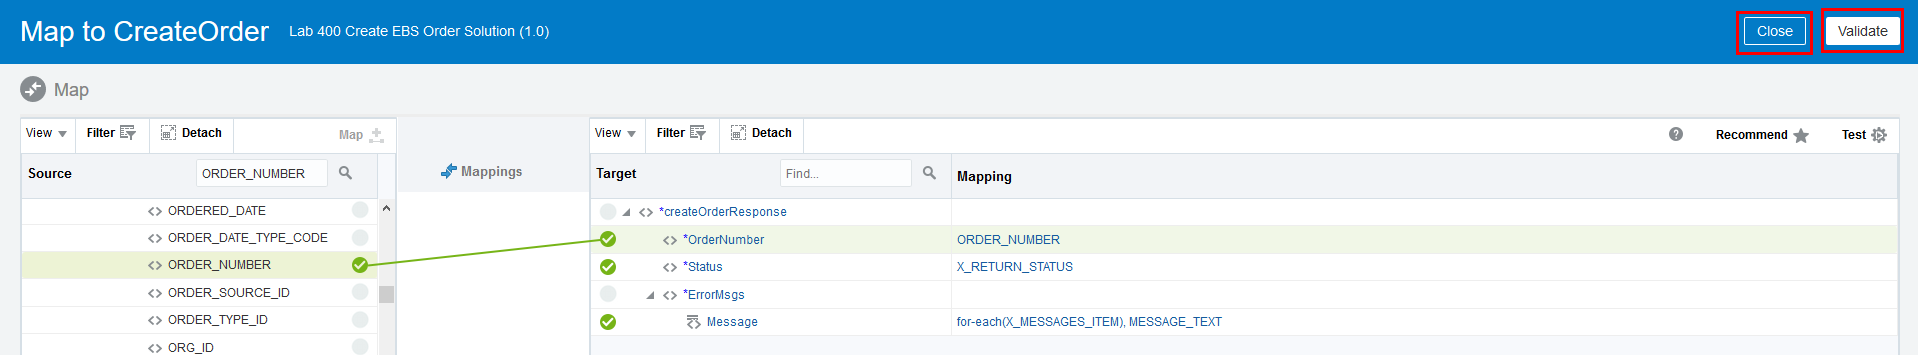 Map to CreateOrder Lab 400 Create EBS Order Solution (1.0) Close Validate
Map
View Filter Detach Map View Filter Detach ? Recommend Test
Source ORDER_NUMBER Mappings Target Find... Mapping
ORDERED_DATE *createOrderResponse
ORDER_DATE_TYPE_CODE *OrderNumber ORDER_NUMBER
ORDER_NUMBER *Status X_RETURN_STATUS
ORDER_SOURCE_ID *ErrorMsgs
ORDER_TYPE_ID Message for-each(X_MESSAGES_ITEM), MESSAGE_TEXT
ORG_ID